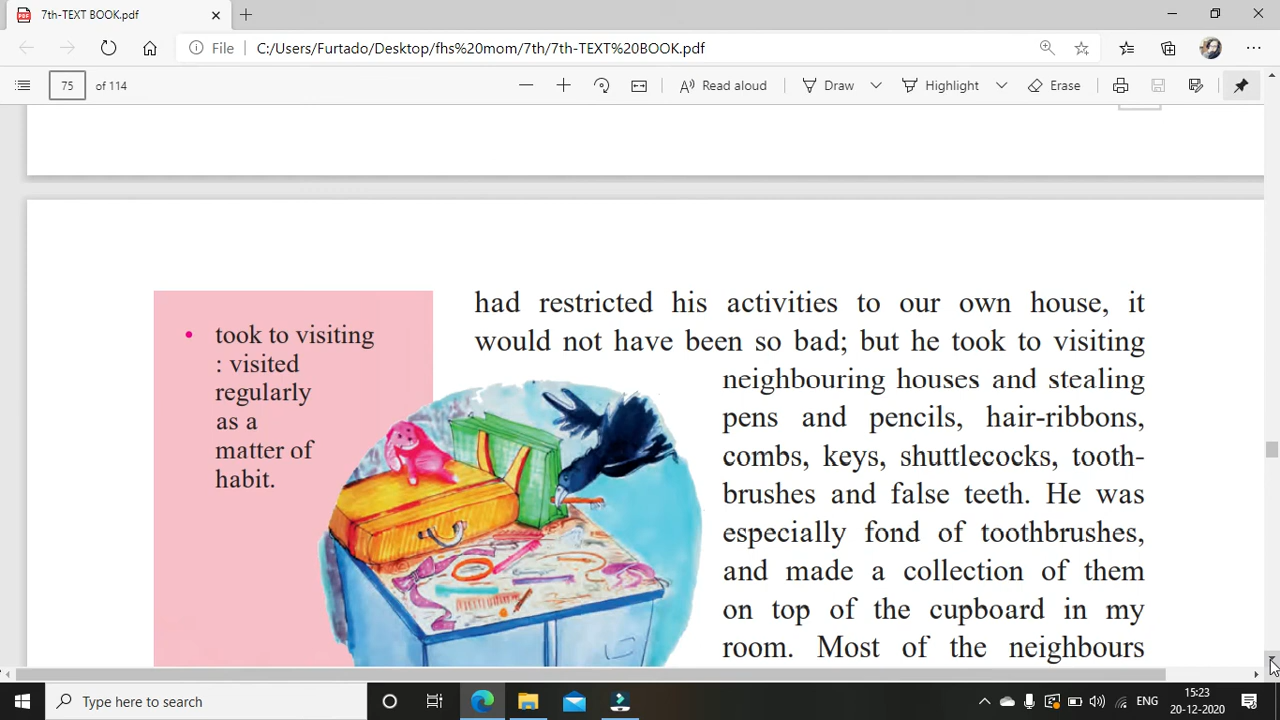 7th-TEXT BOOK.pdf
File
C:/Users/Furtado/Desktop/fhs%20mom/7th/7th-TEXT%20BOOK.pdf
75 of 114
Read aloud
Draw
Highlight
Erase
• took to visiting
: visited
regularly
as a
matter of
habit.
had restricted his activities to our own house, it
would not have been so bad; but he took to visiting
neighbouring houses and stealing
pens and pencils, hair-ribbons,
combs, keys, shuttlecocks, tooth-
brushes and false teeth. He was
especially fond of toothbrushes,
and made a collection of them
on top of the cupboard in my
room. Most of the neighbours
Type here to search
ENG
15:23
20-12-2020